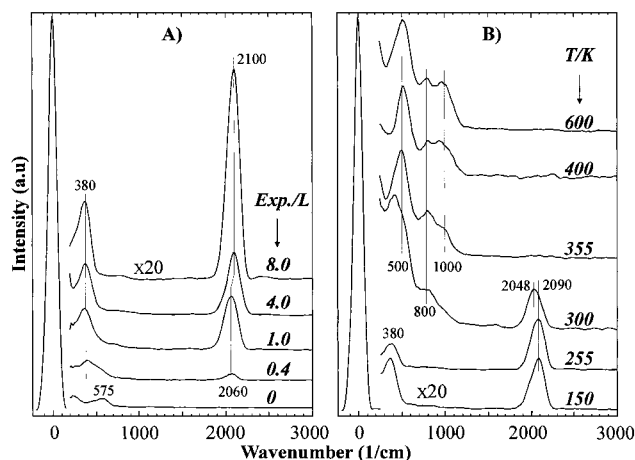 A)
2100
380
Exp./L
x20
8.0
4.0
1.0
0.4
575
2060
0
B)
T/K
600
400
355
500 1000
2048 2090
800
300
380
255
x20
150
0 1000 2000 3000
0 1000 2000 3000
Wavenumber (1/cm)
Intensity (a.u)